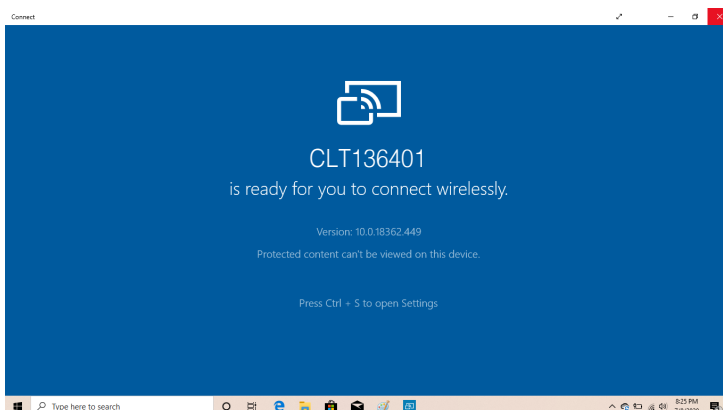 Connect
CLT136401
is ready for you to connect wirelessly.
Version: 10.0.18362.449
Protected content can't be viewed on this device.
Press Ctrl + S to open Settings
Type here to search
8:25 PM